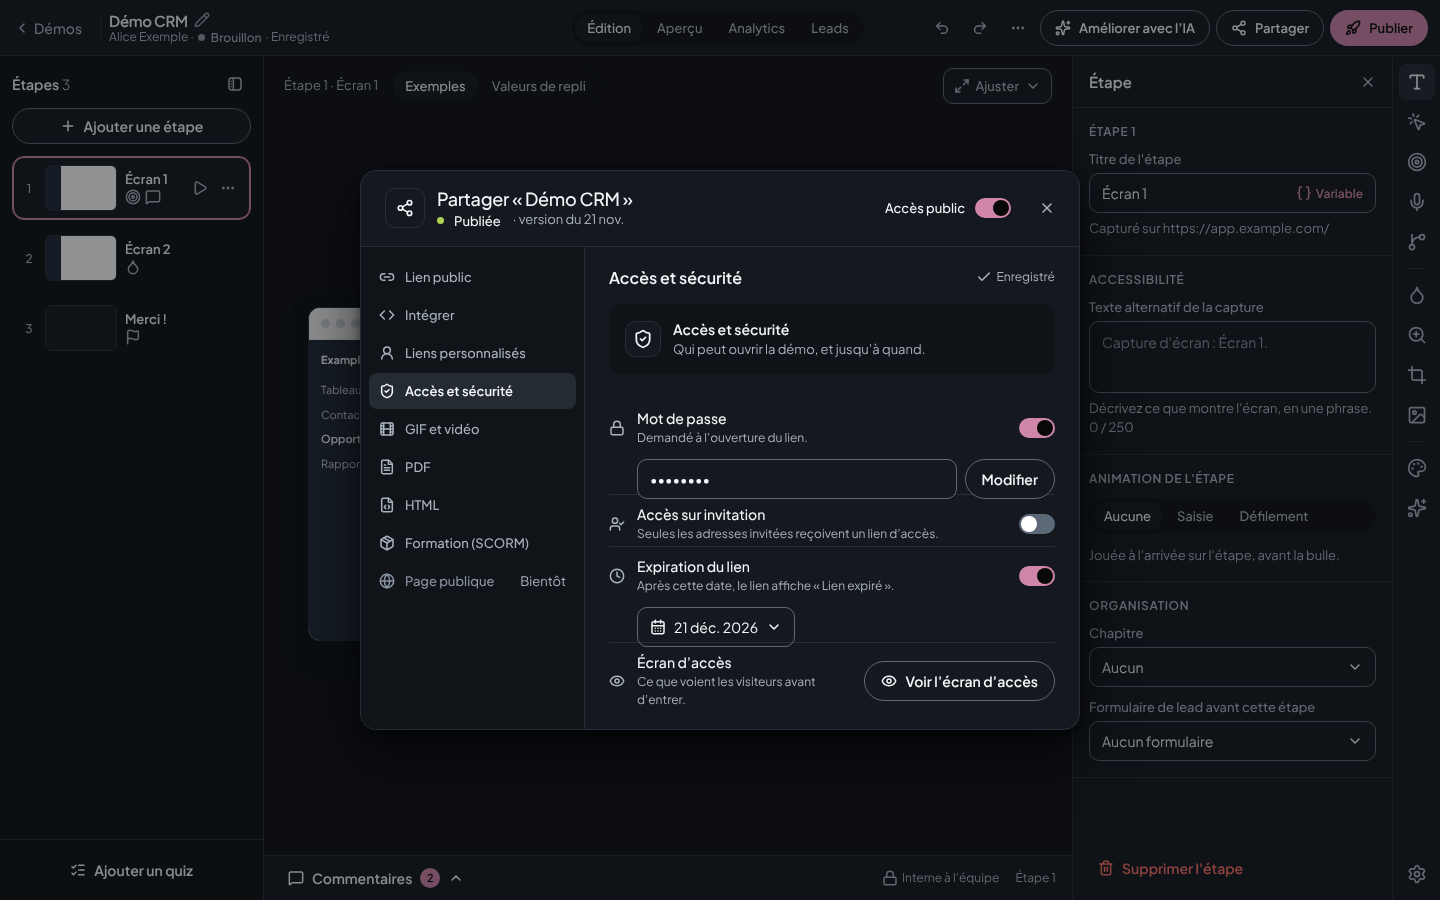 Démos
Démo CRM
Alice Exemple · Brouillon · Enregistré
Édition
Aperçu
Analytics
Leads
Améliorer avec l’IA
Partager
Publier
Étapes 3
Ajouter une étape
1
Écran 1
2
Écran 2
3
Merci !
Ajouter un quiz
Étape 1 · Écran 1
Exemples
Valeurs de repli
Ajuster
Partager « Démo CRM »
Publiée · version du 21 nov.
Accès public
Lien public
Intégrer
Liens personnalisés
Accès et sécurité
GIF et vidéo
PDF
HTML
Formation (SCORM)
Page publique Bientôt
Accès et sécurité
Enregistré
Accès et sécurité
Qui peut ouvrir la démo, et jusqu’à quand.
Mot de passe
Demandé à l’ouverture du lien.
••••••••
Modifier
Accès sur invitation
Seules les adresses invitées reçoivent un lien d’accès.
Expiration du lien
Après cette date, le lien affiche « Lien expiré ».
21 déc. 2026
Écran d’accès
Ce que voient les visiteurs avant
d’entrer.
Voir l’écran d’accès
Commentaires 2
Interne à l'équipe
Étape 1
Étape
ÉTAPE 1
Titre de l'étape
Écran 1
{ } Variable
Capturé sur https://app.example.com/
ACCESSIBILITÉ
Texte alternatif de la capture
Capture d'écran : Écran 1.
Décrivez ce que montre l'écran, en une phrase.
0 / 250
ANIMATION DE L'ÉTAPE
Aucune
Saisie
Défilement
Jouée à l'arrivée sur l'étape, avant la bulle.
ORGANISATION
Chapitre
Aucun
Formulaire de lead avant cette étape
Aucun formulaire
Supprimer l'étape